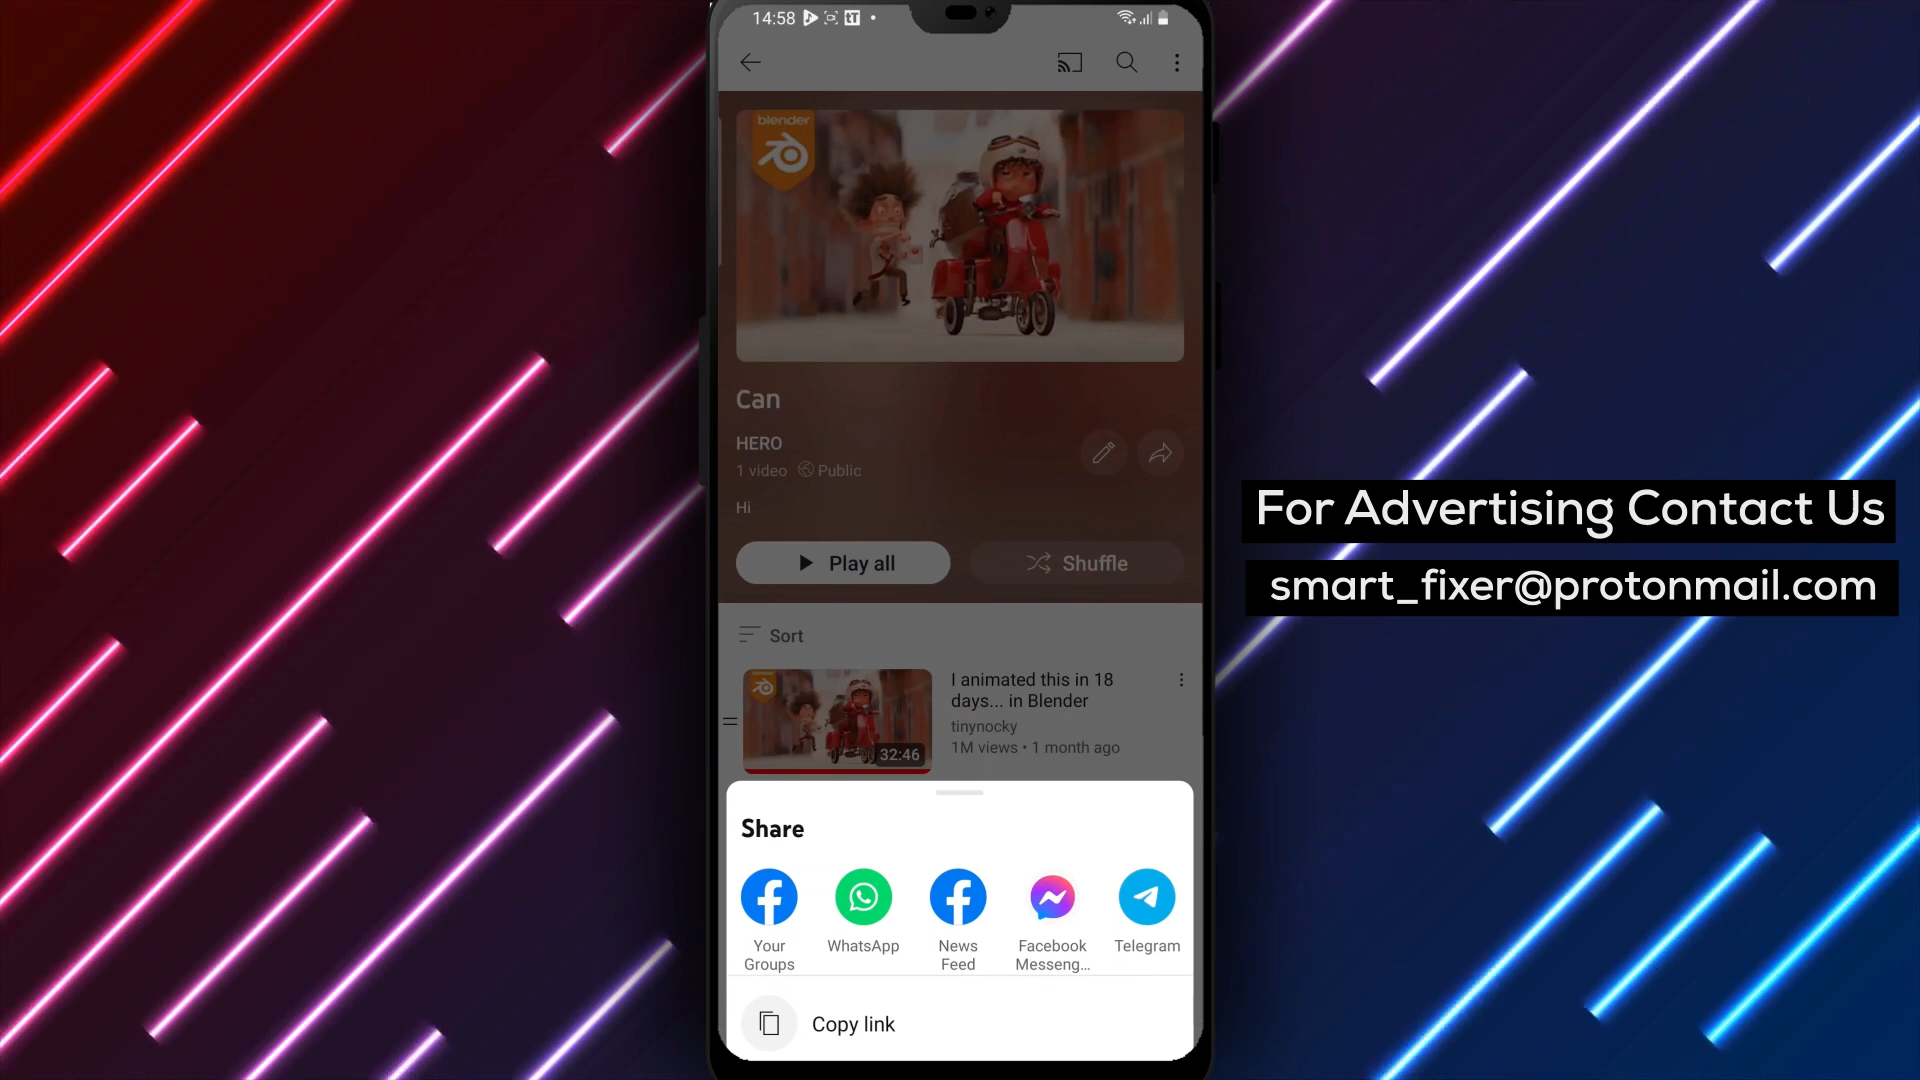 14:58
blender
Can
HERO
1 video Public
Hi
Play all
Shuffle
Sort
I animated this in 18
days... in Blender
tinynocky
1M views • 1 month ago
32:46
Share
Your
Groups
WhatsApp
News
Feed
Facebook
Messeng...
Telegram
Copy link
For Advertising Contact Us
smart_fixer@protonmail.com